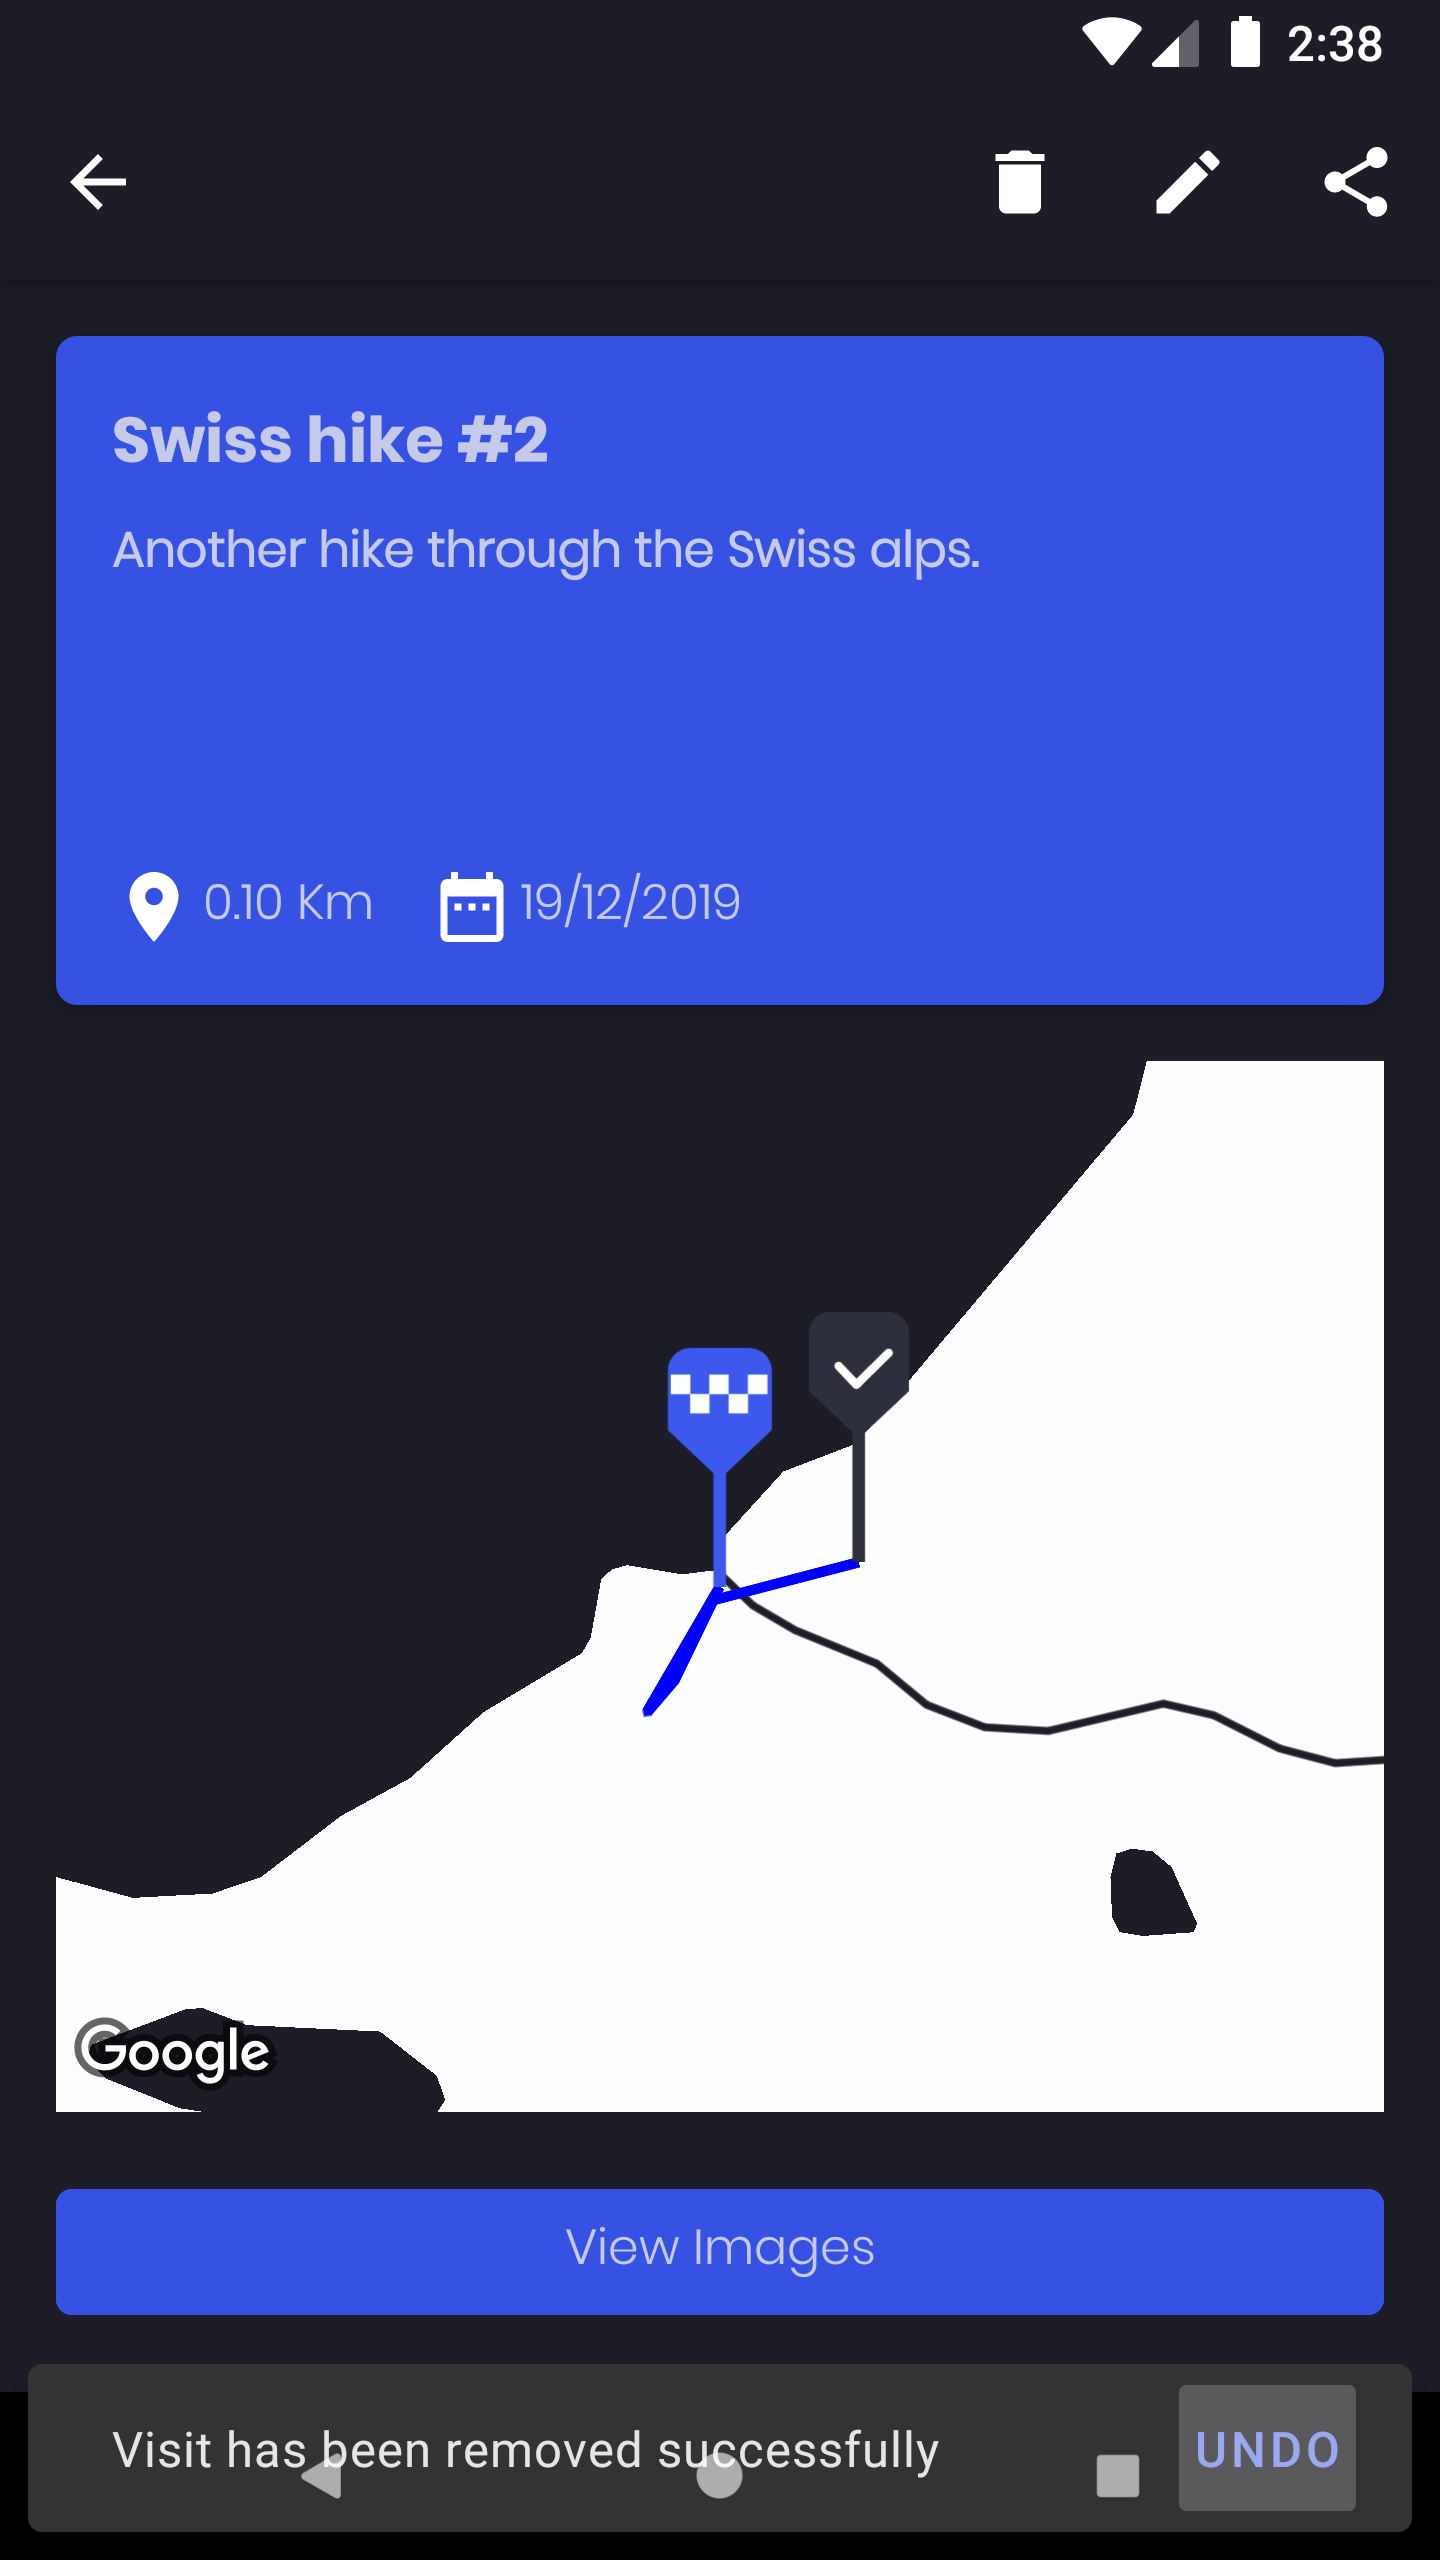 2:38
Swiss hike #2
Another hike through the Swiss alps.
0.10 Km 19/12/2019
Google
View Images
Visit has been removed successfully UNDO